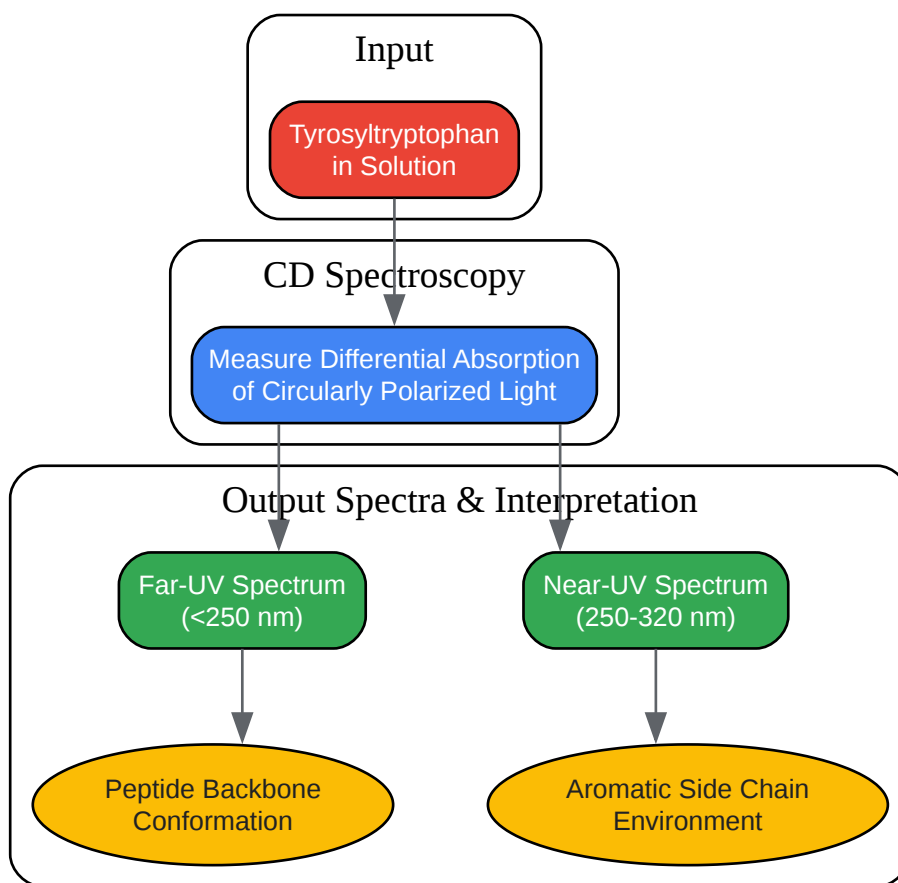 Input
Tyrosyltryptophan
in Solution
CD Spectroscopy
Measure Differential Absorption
of Circularly Polarized Light
Output Spectra & Interpretation
Far-UV Spectrum
(<250 nm)
Near-UV Spectrum
(250-320 nm)
Peptide Backbone
Conformation
Aromatic Side Chain
Environment